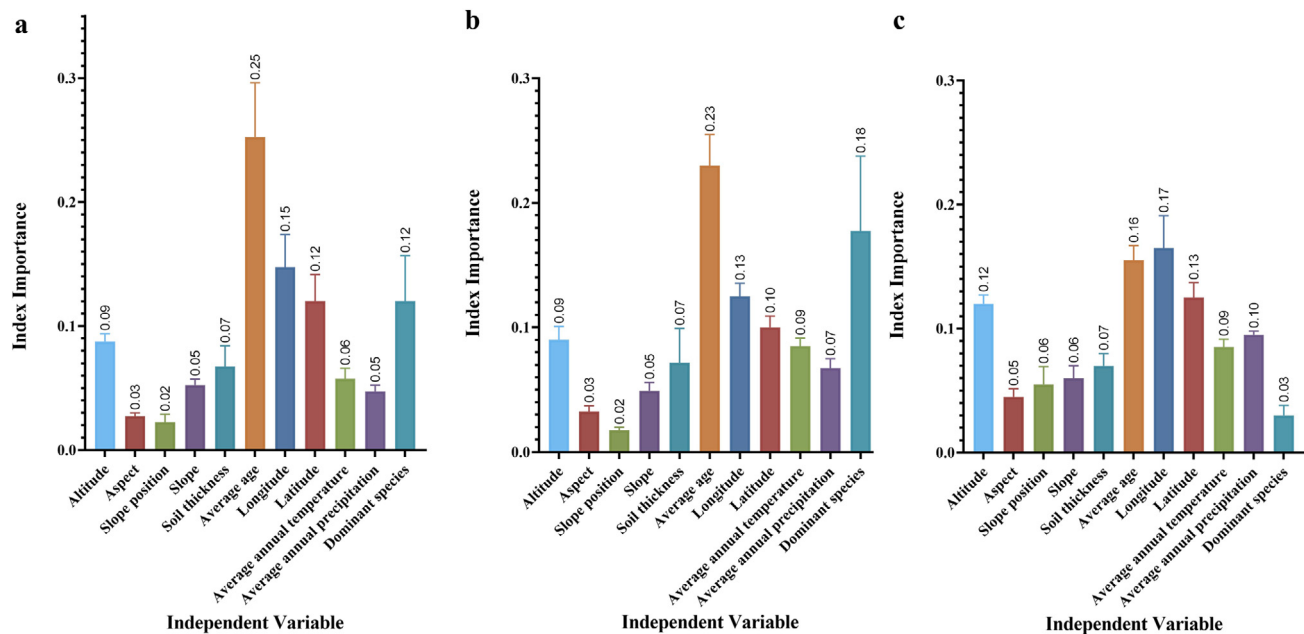 a
Index Importance
0.3
0.2
0.1
0.0
0.09
0.03
0.02
0.05
0.07
0.25
0.15
0.12
0.06
0.05
0.12
Altitude
Aspect
Slope position
Slope
Soil thickness
Average age
Longitude
Latitude
Average annual temperature
Average annual precipitation
Dominant species
Independent Variable
b
Index Importance
0.3
0.2
0.1
0.0
0.09
0.03
0.02
0.05
0.07
0.23
0.13
0.10
0.09
0.07
0.18
Altitude
Aspect
Slope position
Slope
Soil thickness
Average age
Longitude
Latitude
Average annual temperature
Average annual precipitation
Dominant species
Independent Variable
c
Index Importance
0.3
0.2
0.1
0.0
0.12
0.05
0.06
0.06
0.07
0.16
0.17
0.13
0.09
0.10
0.03
Altitude
Aspect
Slope position
Slope
Soil thickness
Average age
Longitude
Latitude
Average annual temperature
Average annual precipitation
Dominant species
Independent Variable